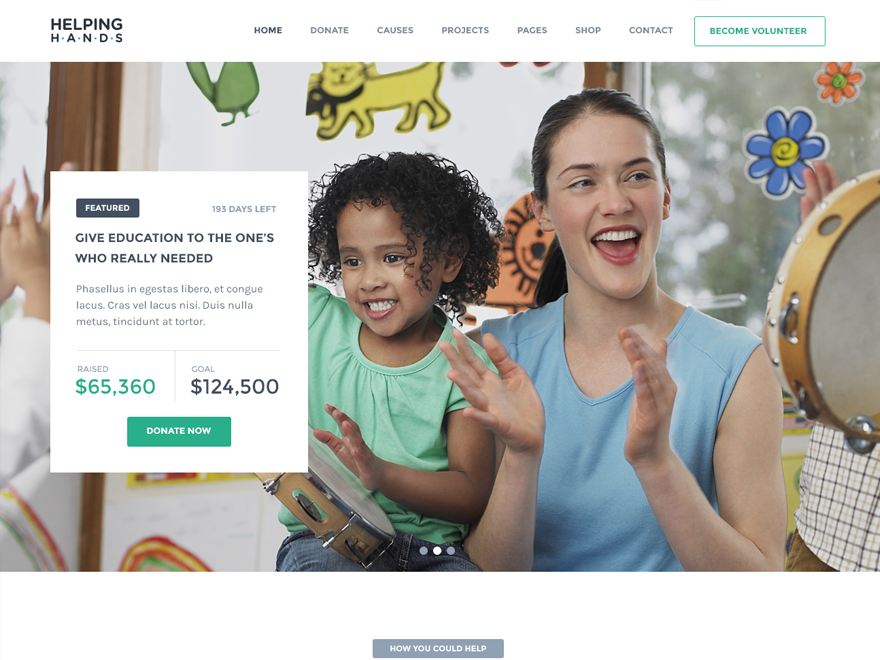 HELPING
H·A·N·D·S
HOME DONATE CAUSES PROJECTS PAGES SHOP CONTACT BECOME VOLUNTEER
FEATURED 193 DAYS LEFT
GIVE EDUCATION TO THE ONE'S
WHO REALLY NEEDED
Phasellus in egestas libero, et congue
lacus. Cras vel lacus nisi. Duis nulla
metus, tincidunt at tortor.
RAISED GOAL
$65,360 $124,500
DONATE NOW
HOW YOU COULD HELP